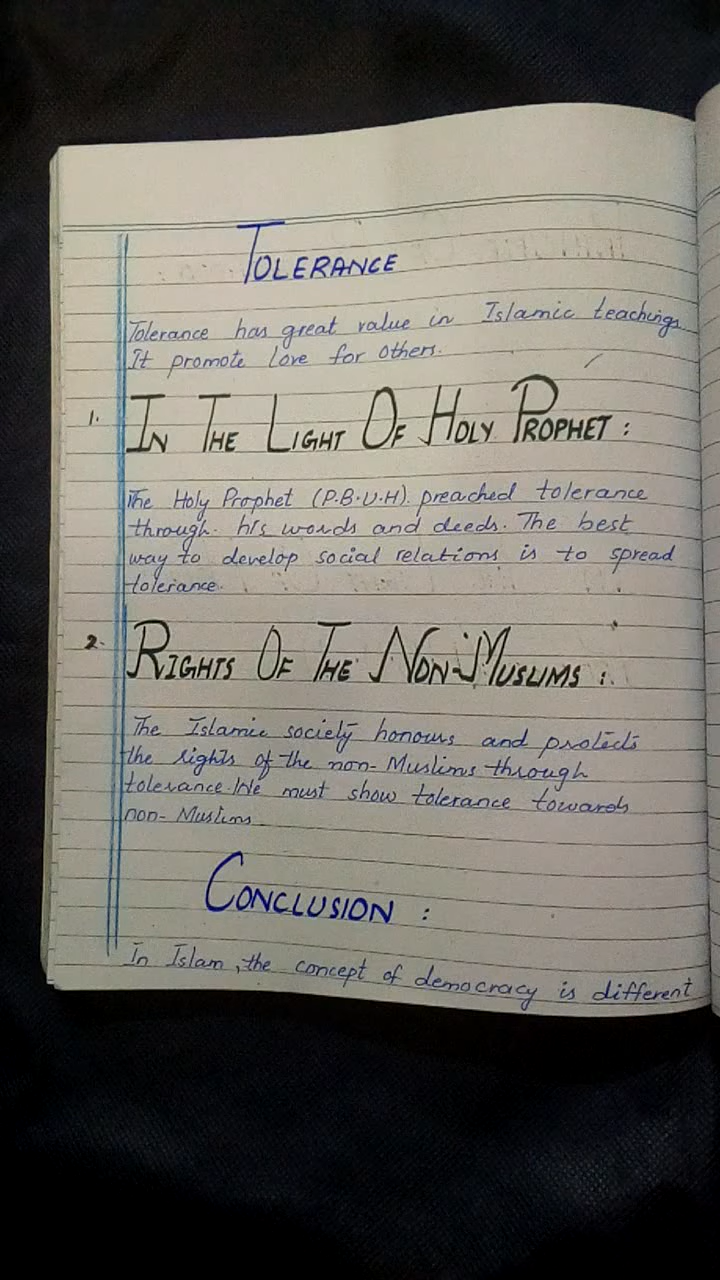 TOLERANCE
Tolerance has great value in Islamic teachings
It promote love for others.
1. IN THE LIGHT OF HOLY PROPHET :
The Holy Prophet (P.B.U.H). preached tolerance
through. his words and deeds. The best
way to develop social relations is to spread
tolerance.
2. RIGHTS OF THE NON-MUSLIMS :
The Islamic society honours and protects
the rights of the non-Muslims through
tolerance. We must show tolerance towards
non-Muslims
CONCLUSION :
In Islam, the concept of democracy is different